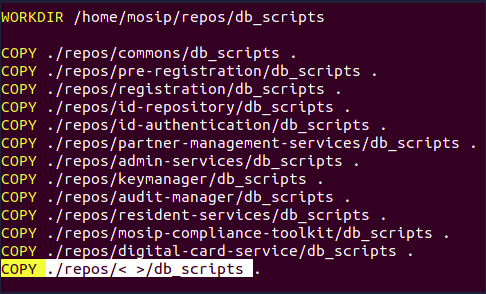 WORKDIR /home/mosip/repos/db_scripts
COPY ./repos/commons/db_scripts .
COPY ./repos/pre-registration/db_scripts .
COPY ./repos/registration/db_scripts .
COPY ./repos/id-repository/db_scripts .
COPY ./repos/id-authentication/db_scripts .
COPY ./repos/partner-management-services/db_scripts .
COPY ./repos/admin-services/db_scripts .
COPY ./repos/keymanager/db_scripts .
COPY ./repos/audit-manager/db_scripts .
COPY ./repos/resident-services/db_scripts .
COPY ./repos/mosip-compliance-toolkit/db_scripts .
COPY ./repos/digital-card-service/db_scripts .
COPY ./repos/< >/db_scripts .